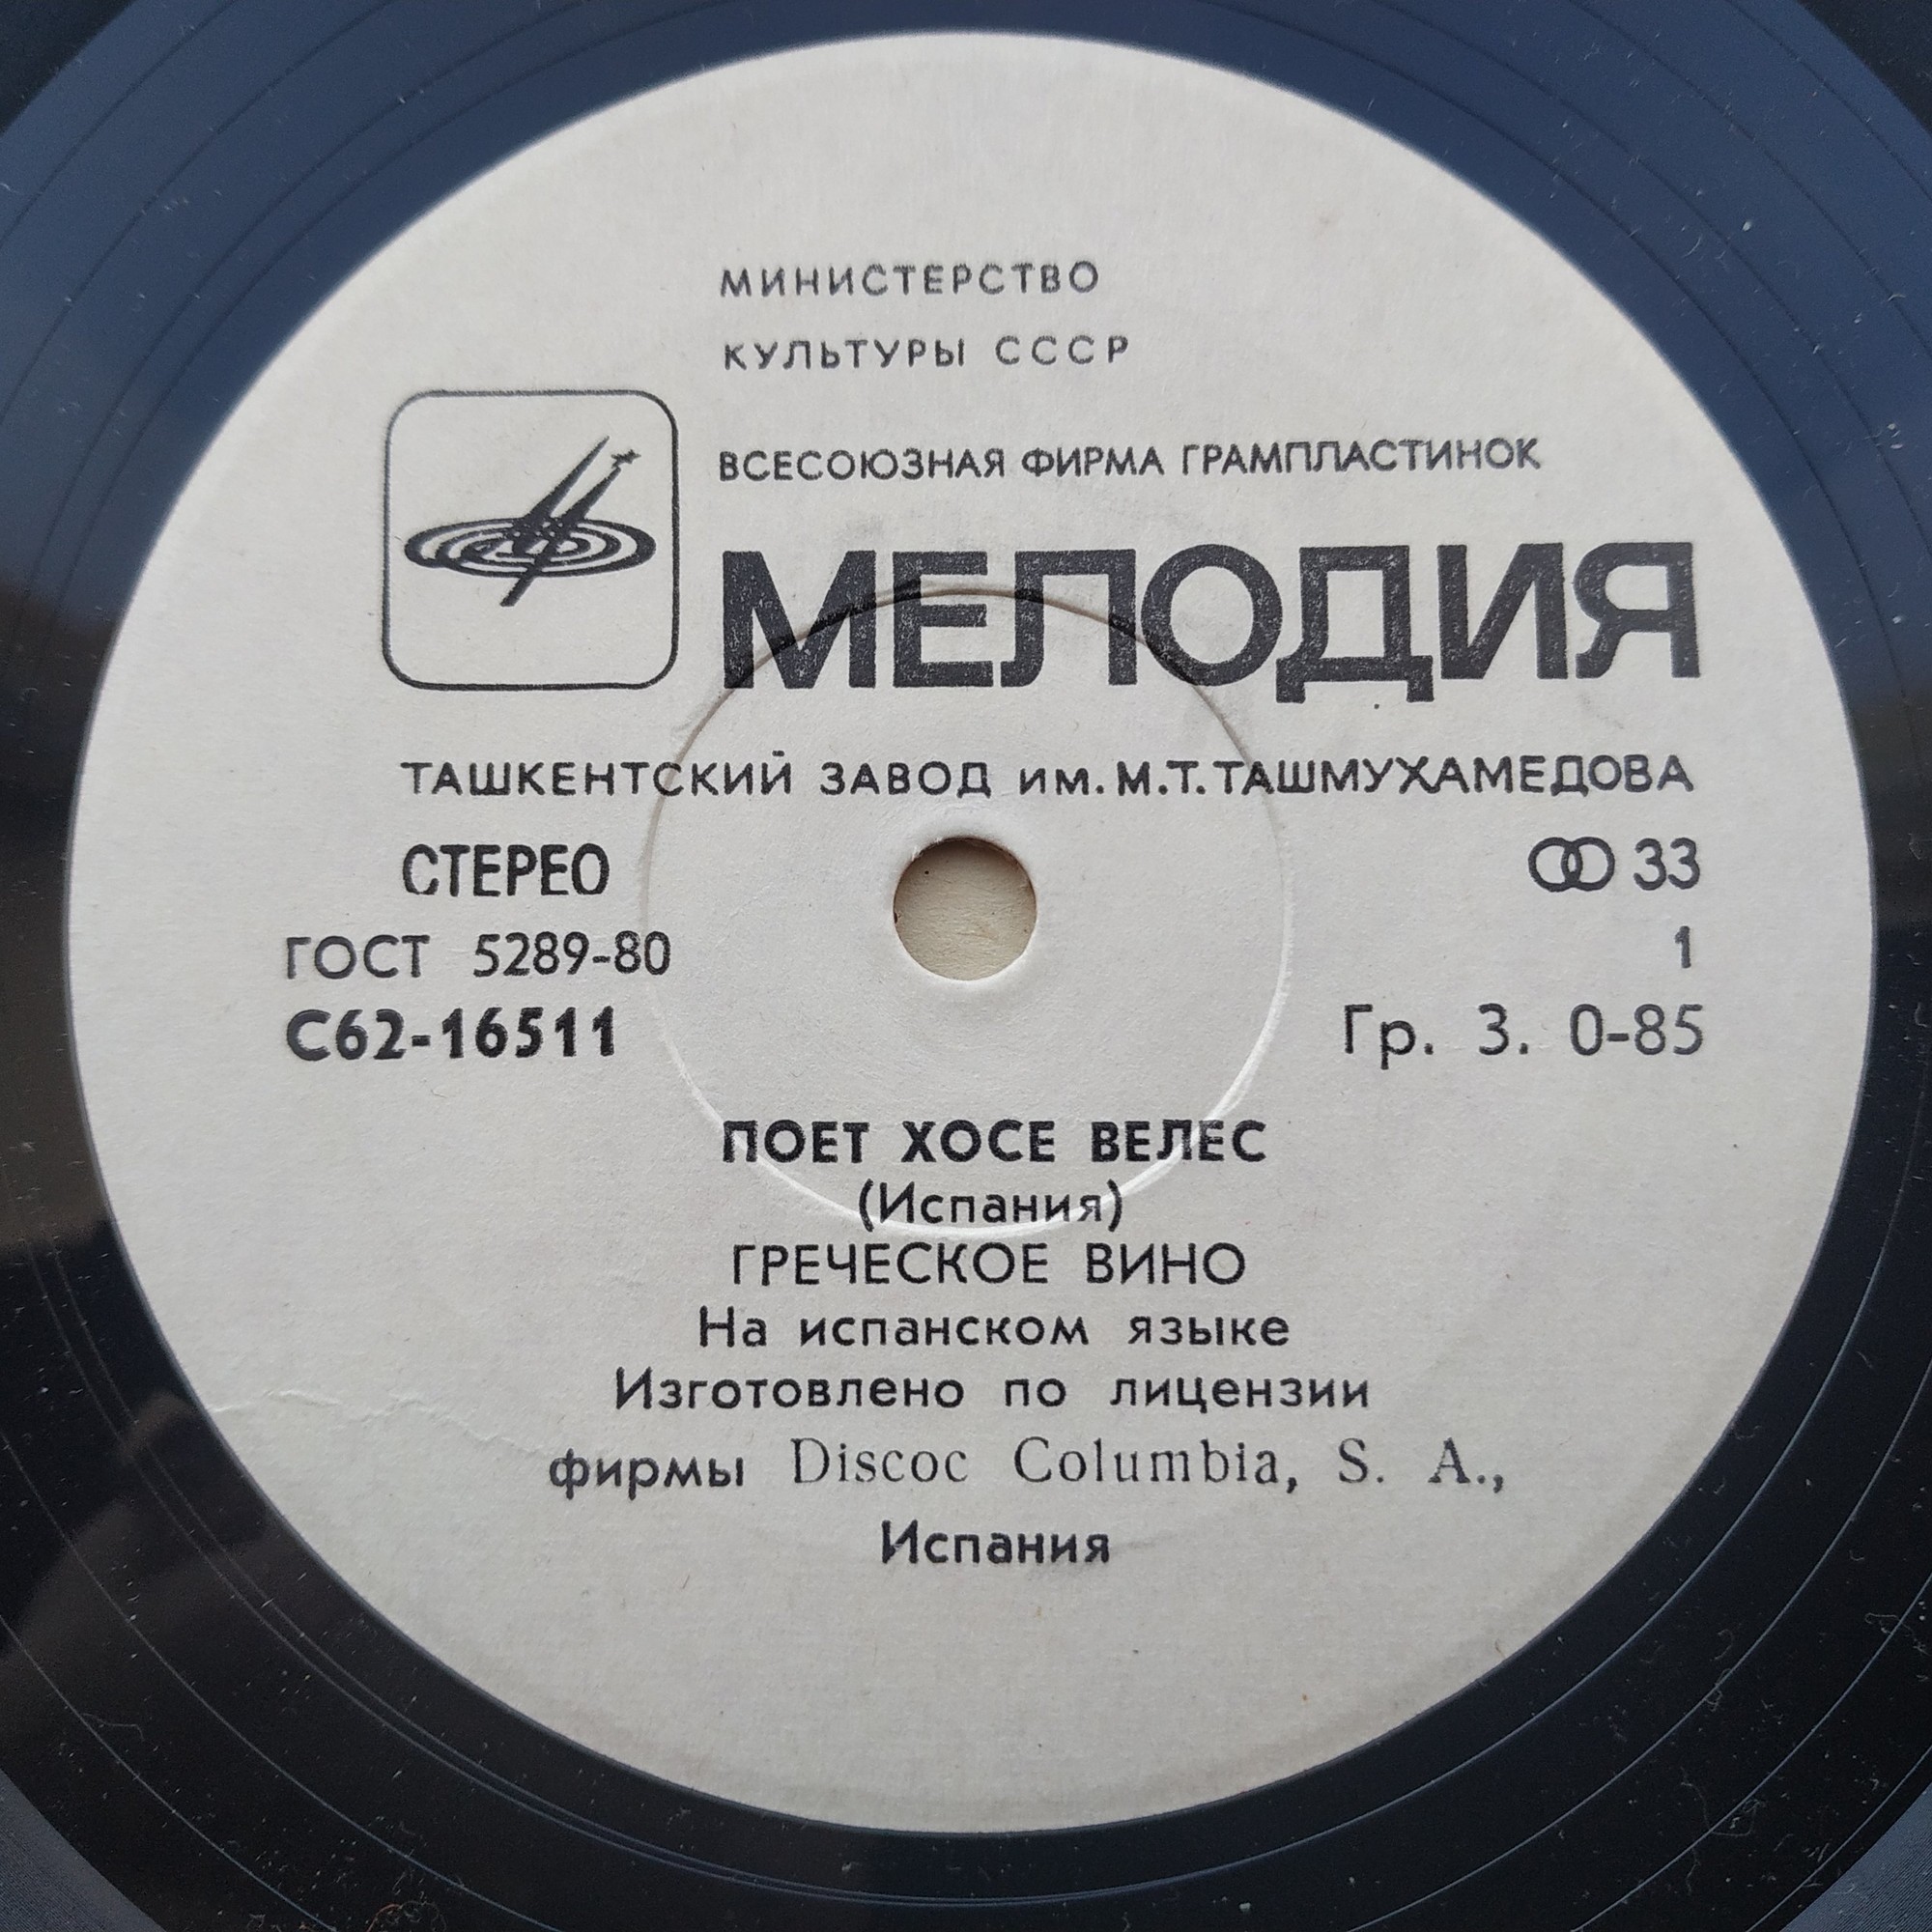 МИНИСТЕРСТВО
КУЛЬТУРЫ СССР
ВСЕСОЮЗНАЯ ФИРМА ГРАМПЛАСТИНОК
МЕЛОДИЯ
ТАШКЕНТСКИЙ ЗАВОД им. М.Т. ТАШМУХАМЕДОВА
СТЕРЕО 33
ГОСТ 5289-80 1
С62-16511 Гр. 3. 0-85
ПОЕТ ХОСЕ ВЕЛЕС
(Испания)
ГРЕЧЕСКОЕ ВИНО
На испанском языке
Изготовлено по лицензии
фирмы Discoc Columbia, S. A.,
Испания